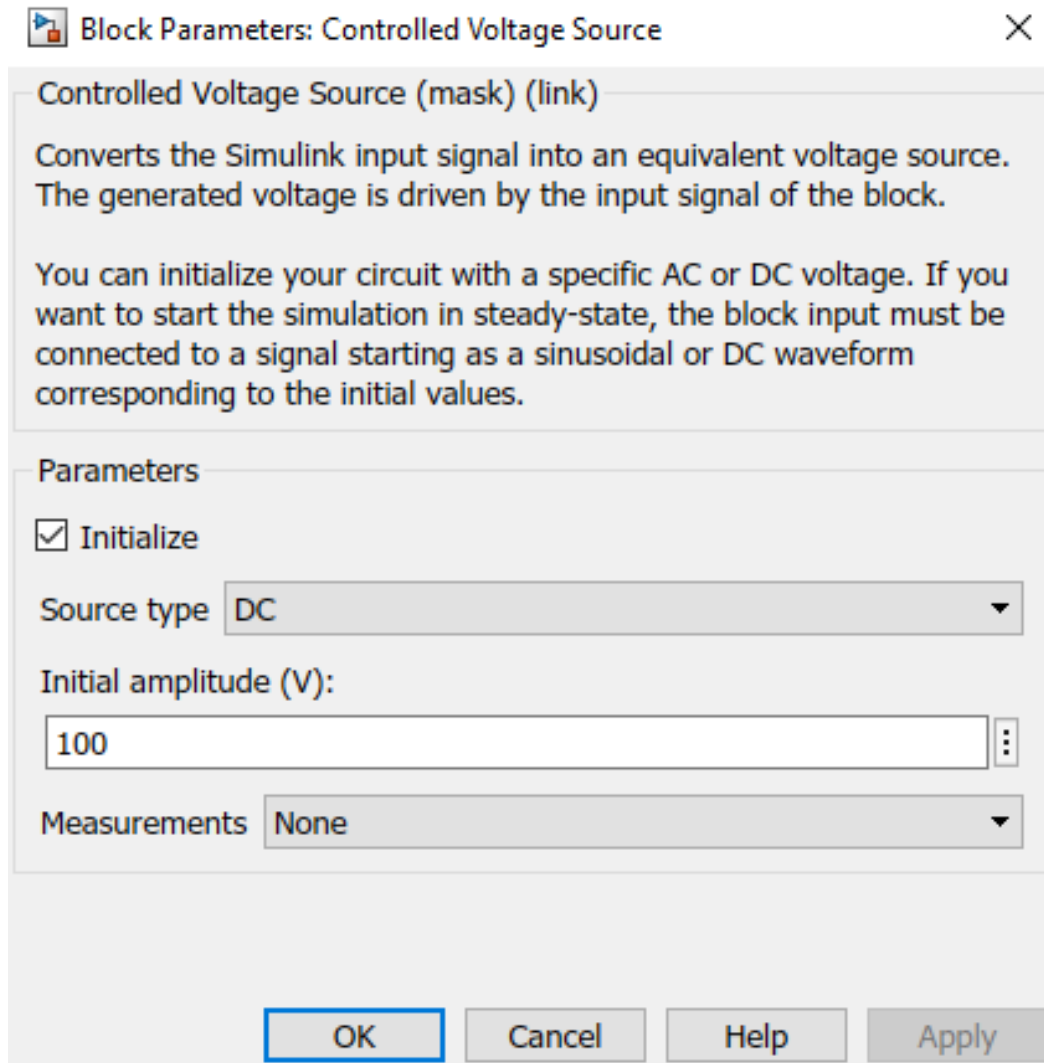 Block Parameters: Controlled Voltage Source
Controlled Voltage Source (mask) (link)
Converts the Simulink input signal into an equivalent voltage source.
The generated voltage is driven by the input signal of the block.
You can initialize your circuit with a specific AC or DC voltage. If you
want to start the simulation in steady-state, the block input must be
connected to a signal starting as a sinusoidal or DC waveform
corresponding to the initial values.
Parameters
Initialize
Source type DC
Initial amplitude (V):
100
Measurements None
OK Cancel Help Apply